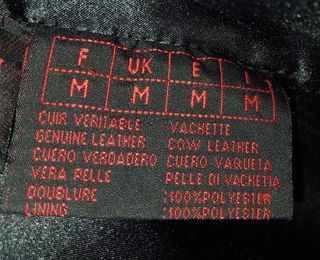 F UK E I
M M M M
CUIR VERITABLE VACHETTE
GENUINE LEATHER COW LEATHER
CUERO VERDADERO CUERO VAQUETA
VERA PELLE PELLE DI VACHETTA
DOUBLURE 100%POLYESTER
LINING 100%POLYESTER